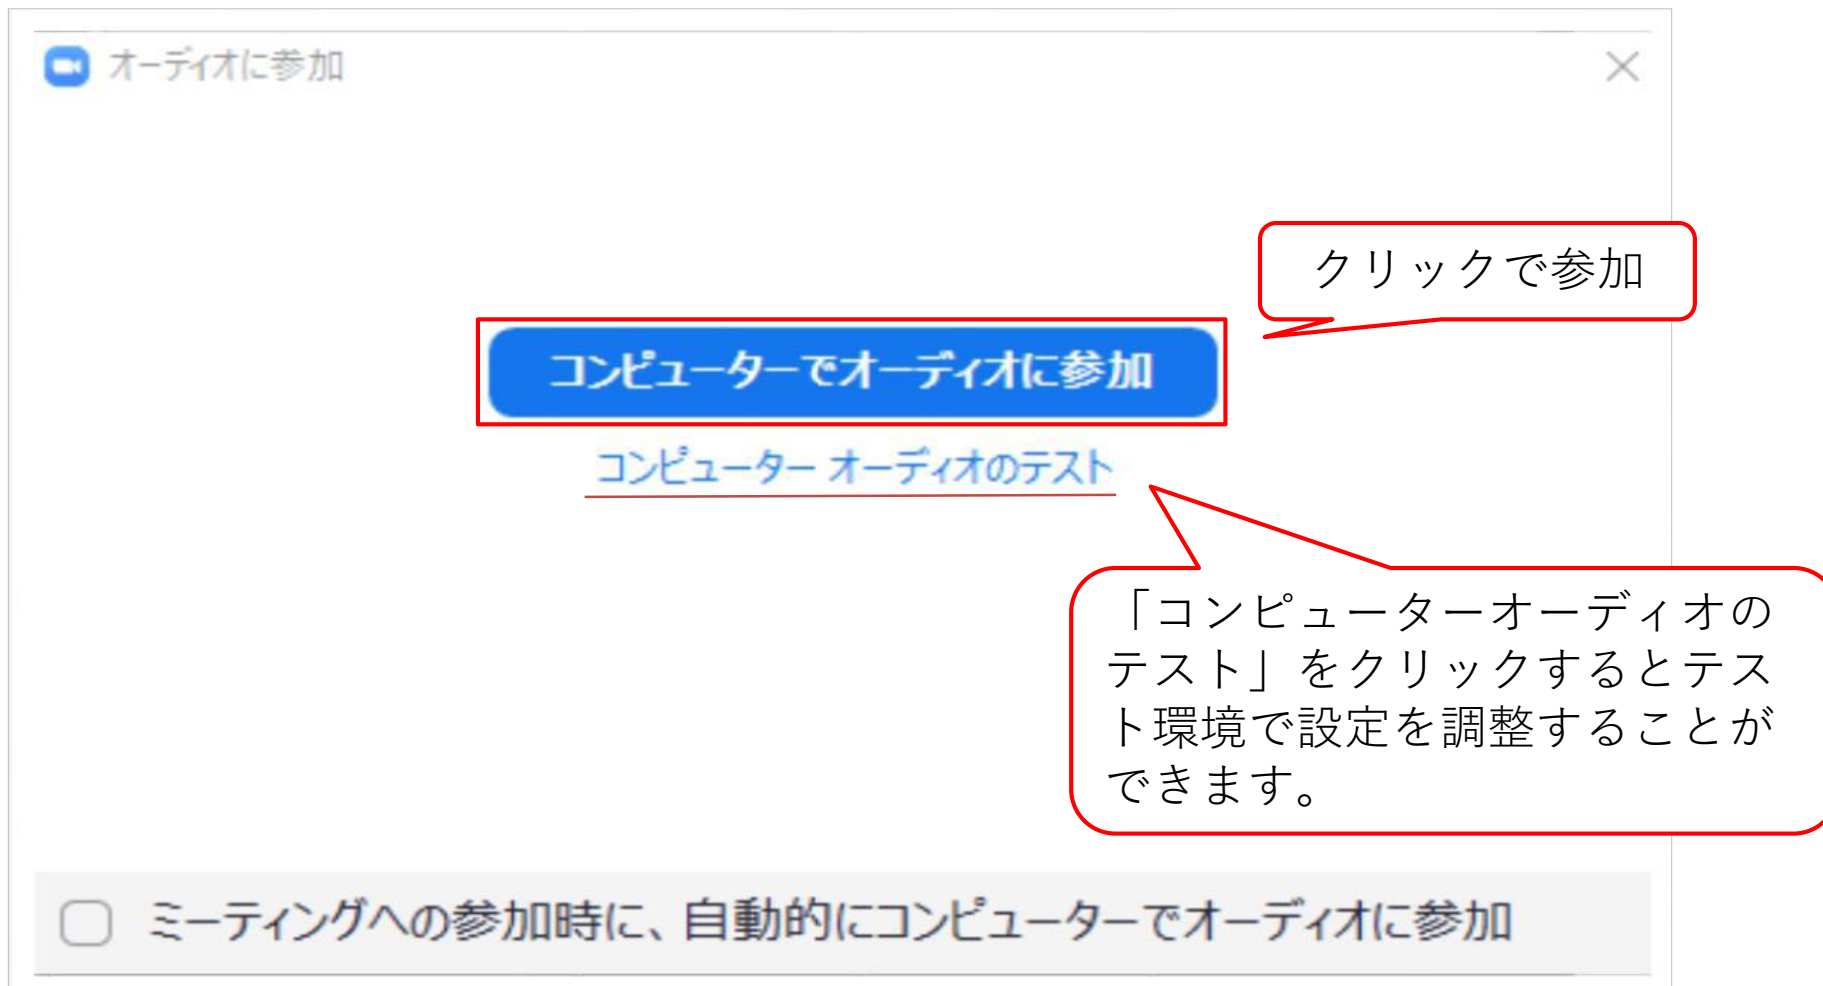 オーディオに参加
クリックで参加
コンピューターでオーディオに参加
コンピューター オーディオのテスト
「コンピューターオーディオの
テスト」をクリックするとテス
ト環境で設定を調整することが
できます。
ミーティングへの参加時に、自動的にコンピューターでオーディオに参加